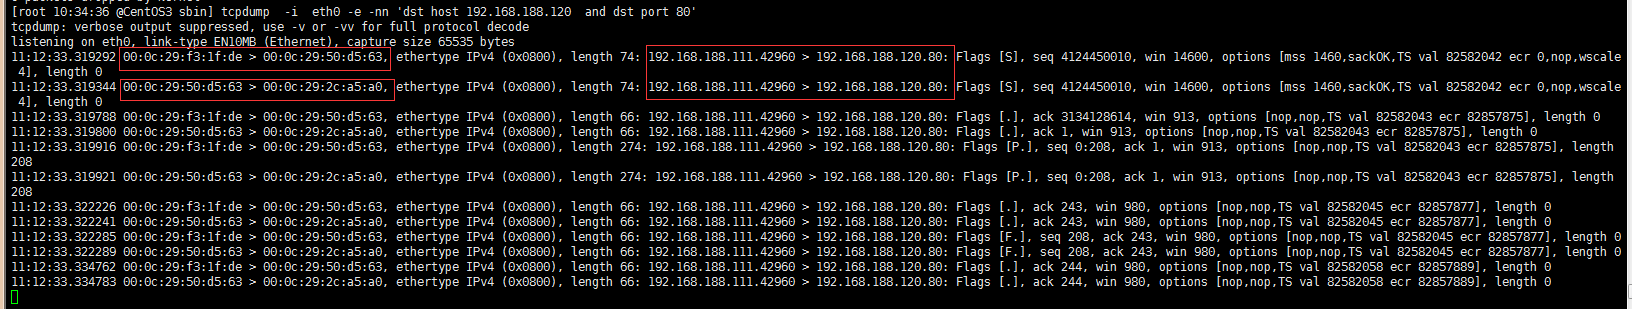 [root 10:34:36 @CentOS3 sbin] tcpdump  -i  eth0 -e -nn 'dst host 192.168.188.120  and dst port 80'
tcpdump: verbose output suppressed, use -v or -vv for full protocol decode
listening on eth0, link-type EN10MB (Ethernet), capture size 65535 bytes
11:12:33.319292 00:0c:29:f3:1f:de > 00:0c:29:50:d5:63, ethertype IPv4 (0x0800), length 74: 192.168.188.111.42960 > 192.168.188.120.80: Flags [S], seq 4124450010, win 14600, options [mss 1460,sackOK,TS val 82582042 ecr 0,nop,wscale
 4], length 0
11:12:33.319344 00:0c:29:50:d5:63 > 00:0c:29:2c:a5:a0, ethertype IPv4 (0x0800), length 74: 192.168.188.111.42960 > 192.168.188.120.80: Flags [S], seq 4124450010, win 14600, options [mss 1460,sackOK,TS val 82582042 ecr 0,nop,wscale
 4], length 0
11:12:33.319788 00:0c:29:f3:1f:de > 00:0c:29:50:d5:63, ethertype IPv4 (0x0800), length 66: 192.168.188.111.42960 > 192.168.188.120.80: Flags [.], ack 3134128614, win 913, options [nop,nop,TS val 82582043 ecr 82857875], length 0
11:12:33.319800 00:0c:29:50:d5:63 > 00:0c:29:2c:a5:a0, ethertype IPv4 (0x0800), length 66: 192.168.188.111.42960 > 192.168.188.120.80: Flags [.], ack 1, win 913, options [nop,nop,TS val 82582043 ecr 82857875], length 0
11:12:33.319916 00:0c:29:f3:1f:de > 00:0c:29:50:d5:63, ethertype IPv4 (0x0800), length 274: 192.168.188.111.42960 > 192.168.188.120.80: Flags [P.], seq 0:208, ack 1, win 913, options [nop,nop,TS val 82582043 ecr 82857875], length
208
11:12:33.319921 00:0c:29:50:d5:63 > 00:0c:29:2c:a5:a0, ethertype IPv4 (0x0800), length 274: 192.168.188.111.42960 > 192.168.188.120.80: Flags [P.], seq 0:208, ack 1, win 913, options [nop,nop,TS val 82582043 ecr 82857875], length
208
11:12:33.322226 00:0c:29:f3:1f:de > 00:0c:29:50:d5:63, ethertype IPv4 (0x0800), length 66: 192.168.188.111.42960 > 192.168.188.120.80: Flags [.], ack 243, win 980, options [nop,nop,TS val 82582045 ecr 82857877], length 0
11:12:33.322241 00:0c:29:50:d5:63 > 00:0c:29:2c:a5:a0, ethertype IPv4 (0x0800), length 66: 192.168.188.111.42960 > 192.168.188.120.80: Flags [.], ack 243, win 980, options [nop,nop,TS val 82582045 ecr 82857877], length 0
11:12:33.322285 00:0c:29:f3:1f:de > 00:0c:29:50:d5:63, ethertype IPv4 (0x0800), length 66: 192.168.188.111.42960 > 192.168.188.120.80: Flags [F.], seq 208, ack 243, win 980, options [nop,nop,TS val 82582045 ecr 82857877], length 0
11:12:33.322289 00:0c:29:50:d5:63 > 00:0c:29:2c:a5:a0, ethertype IPv4 (0x0800), length 66: 192.168.188.111.42960 > 192.168.188.120.80: Flags [F.], seq 208, ack 243, win 980, options [nop,nop,TS val 82582045 ecr 82857877], length 0
11:12:33.334762 00:0c:29:f3:1f:de > 00:0c:29:50:d5:63, ethertype IPv4 (0x0800), length 66: 192.168.188.111.42960 > 192.168.188.120.80: Flags [.], ack 244, win 980, options [nop,nop,TS val 82582058 ecr 82857889], length 0
11:12:33.334783 00:0c:29:50:d5:63 > 00:0c:29:2c:a5:a0, ethertype IPv4 (0x0800), length 66: 192.168.188.111.42960 > 192.168.188.120.80: Flags [.], ack 244, win 980, options [nop,nop,TS val 82582058 ecr 82857889], length 0